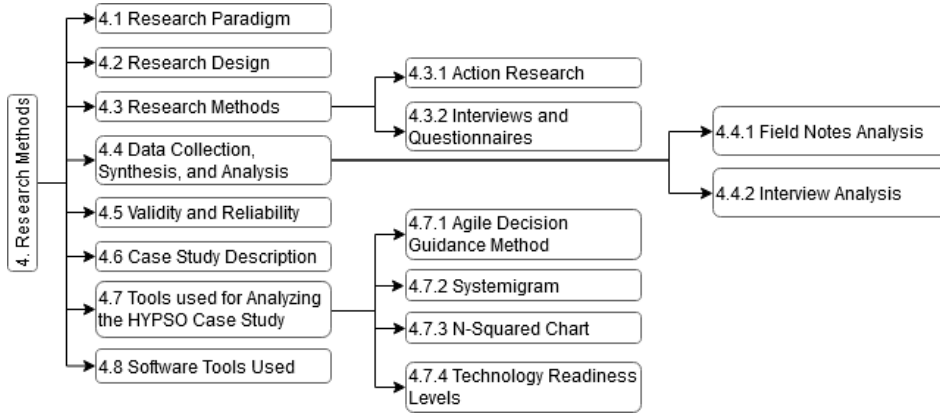 4. Research Methods
4.1 Research Paradigm
4.2 Research Design
4.3 Research Methods
4.3.1 Action Research
4.3.2 Interviews and
Questionnaires
4.4 Data Collection,
Synthesis, and Analysis
4.4.1 Field Notes Analysis
4.4.2 Interview Analysis
4.5 Validity and Reliability
4.6 Case Study Description
4.7 Tools used for Analyzing
the HYPSO Case Study
4.7.1 Agile Decision
Guidance Method
4.7.2 Systemigram
4.7.3 N-Squared Chart
4.7.4 Technology Readiness
Levels
4.8 Software Tools Used